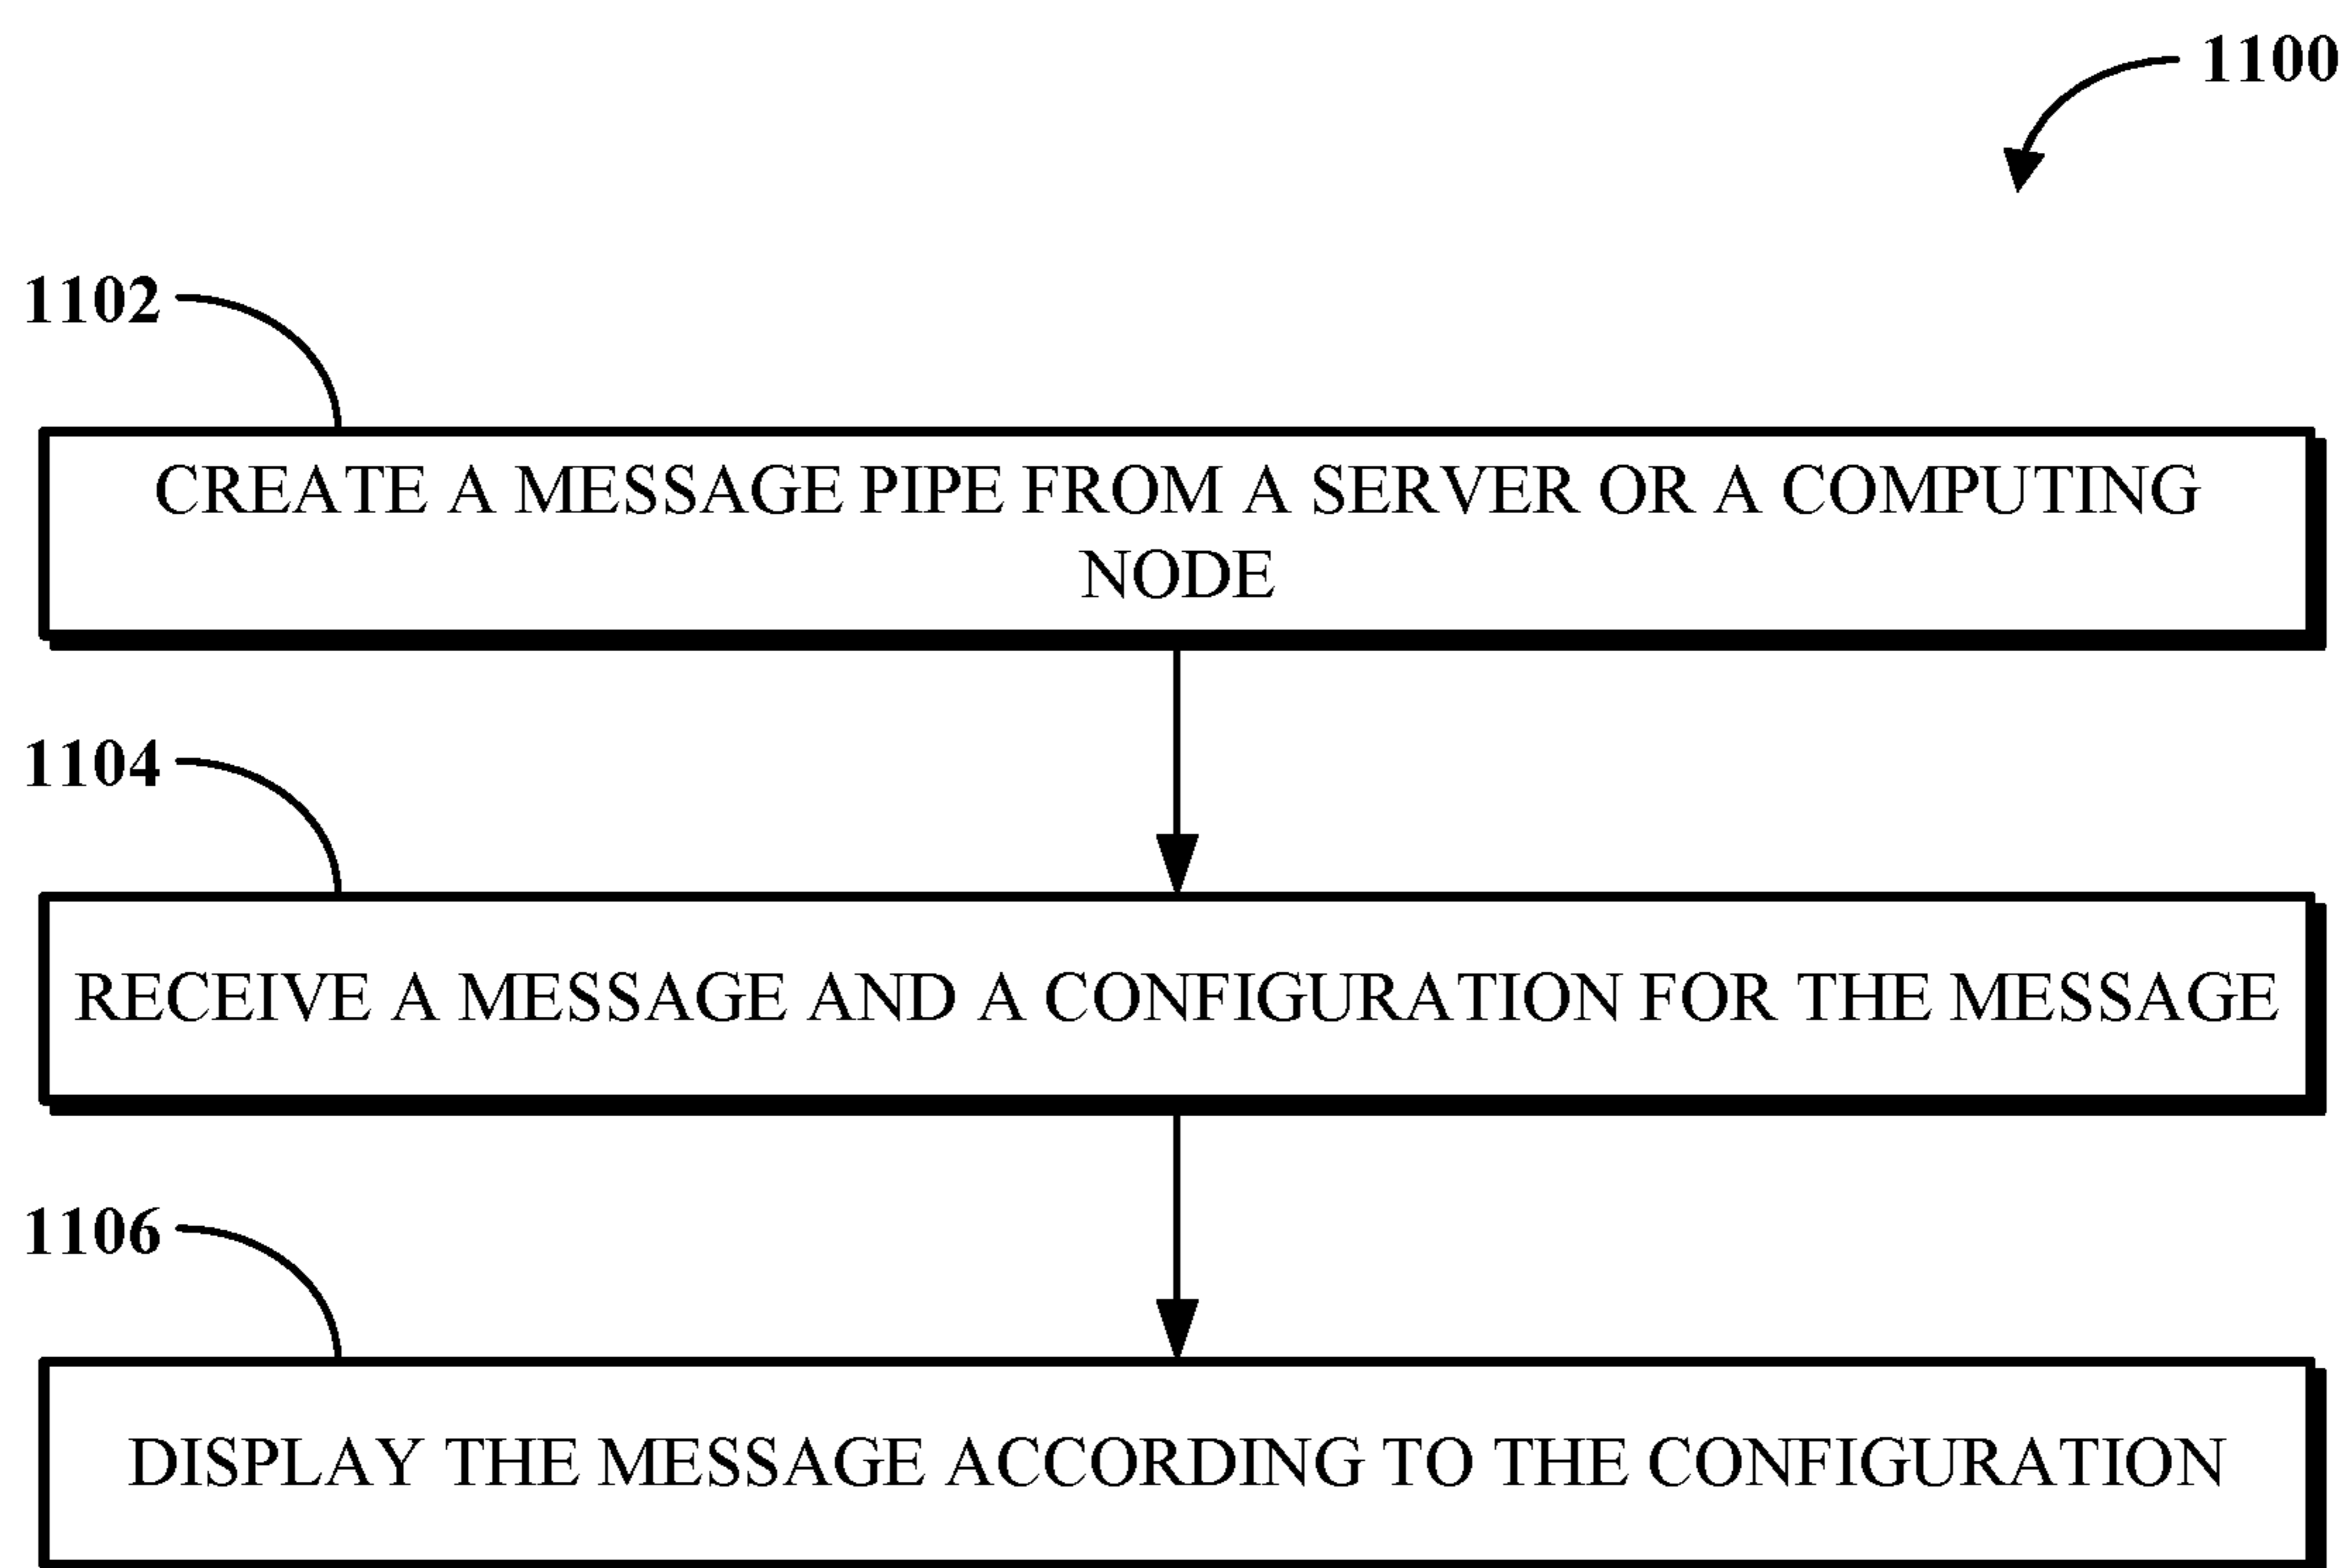 1100
1102
CREATE A MESSAGE PIPE FROM A SERVER OR A COMPUTING
NODE
1104
RECEIVE A MESSAGE AND A CONFIGURATION FOR THE MESSAGE
1106
DISPLAY THE MESSAGE ACCORDING TO THE CONFIGURATION